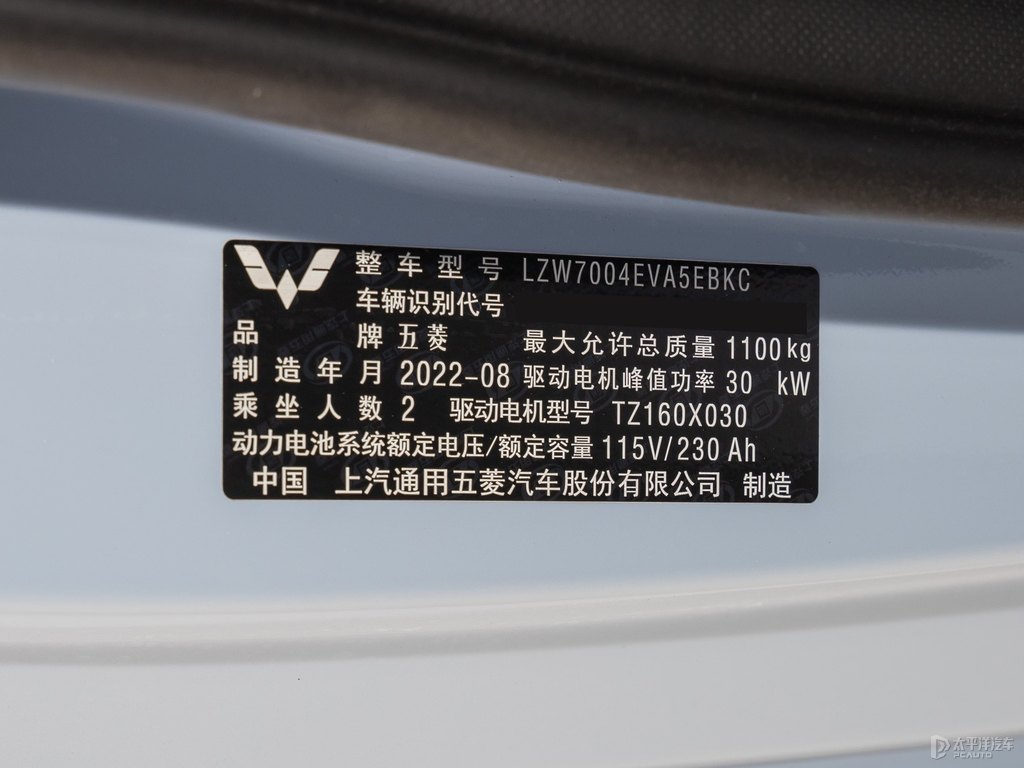 整车型号 LZW7004EVA5EBKC
车辆识别代号
品牌 五菱 最大允许总质量 1100kg
制造年月 2022-08 驱动电机峰值功率 30 kW
乘坐人数 2 驱动电机型号 TZ160X030
动力电池系统额定电压/额定容量 115V/230 Ah
中国 上汽通用五菱汽车股份有限公司 制造
太平洋汽车
PCAUTO